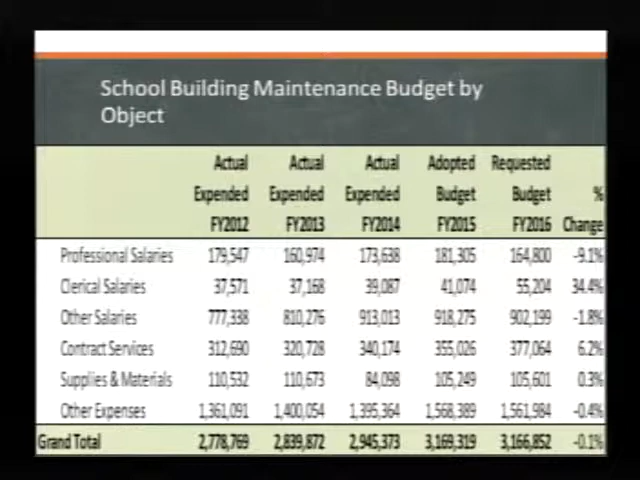 School Building Maintenance Budget by
Object
Actual Actual Actual Adopted Requested
Expended Expended Expended Budget Budget %
FY2012 FY2013 FY2014 FY2015 FY2016 Change
Professional Salaries 179,547 160,974 173,638 181,305 164,800 -9.1%
Clerical Salaries 37,571 37,168 39,087 41,074 55,204 34.4%
Other Salaries 777,338 810,276 913,013 918,275 902,199 -1.8%
Contract Services 312,690 320,728 340,174 355,026 377,064 6.2%
Supplies & Materials 110,532 110,673 84,098 105,249 105,601 0.3%
Other Expenses 1,361,091 1,400,054 1,395,364 1,568,389 1,561,984 -0.4%
Grand Total 2,778,769 2,839,872 2,945,373 3,169,319 3,166,852 -0.1%